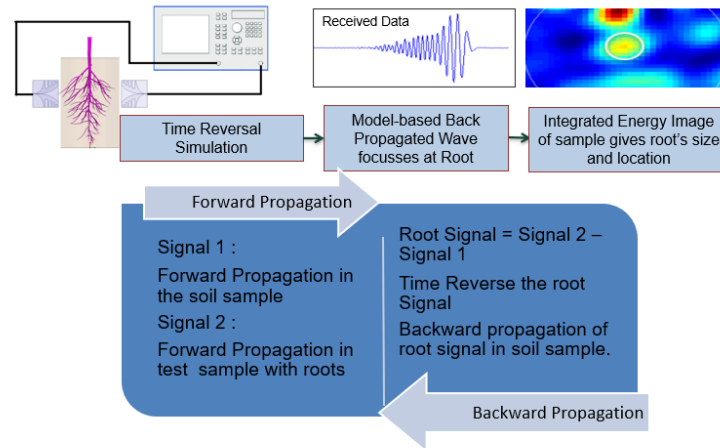 Received Data
Time Reversal
Simulation
Model-based Back
Propagated Wave
focusses at Root
Integrated Energy Image
of sample gives root's size
and location
Forward Propagation
Signal 1 :
Forward Propagation in
the soil sample
Signal 2 :
Forward Propagation in
test sample with roots
Root Signal = Signal 2 –
Signal 1
Time Reverse the root
Signal
Backward propagation of
root signal in soil sample.
Backward Propagation